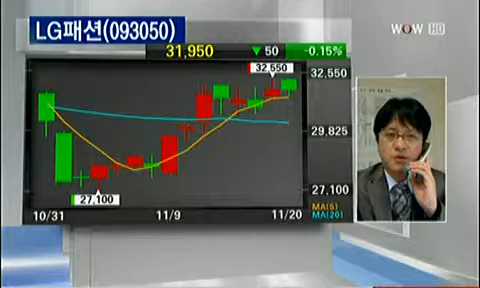 LG패션(093050)
WOW HD
31,950 ▼ 50 -0.15%
32,550
32,550
29,825
27,100
27,100
10/31 11/9 11/20
MA(5)
MA(20)